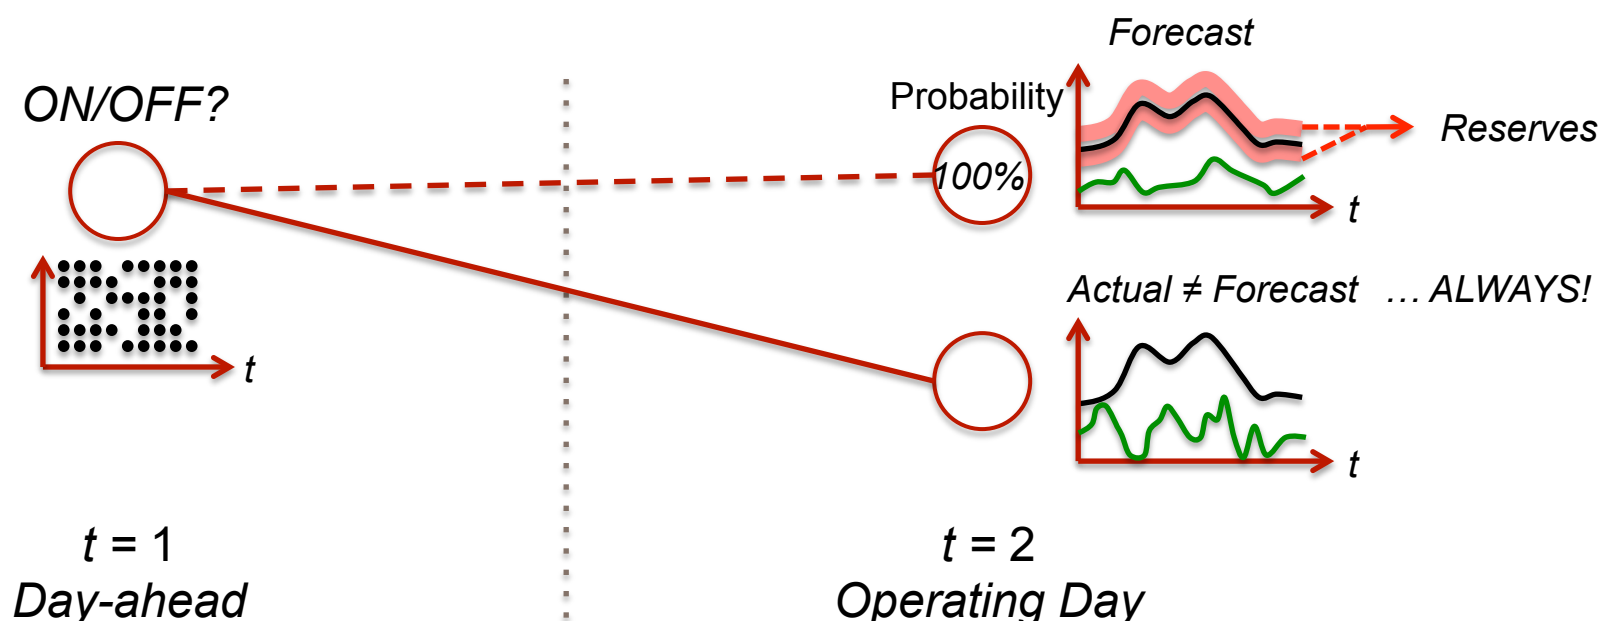 Forecast
ON/OFF?
Probability
Reserves
100%
t
Actual ≠ Forecast … ALWAYS!
t
t
t = 1
t = 2
Day-ahead
Operating Day